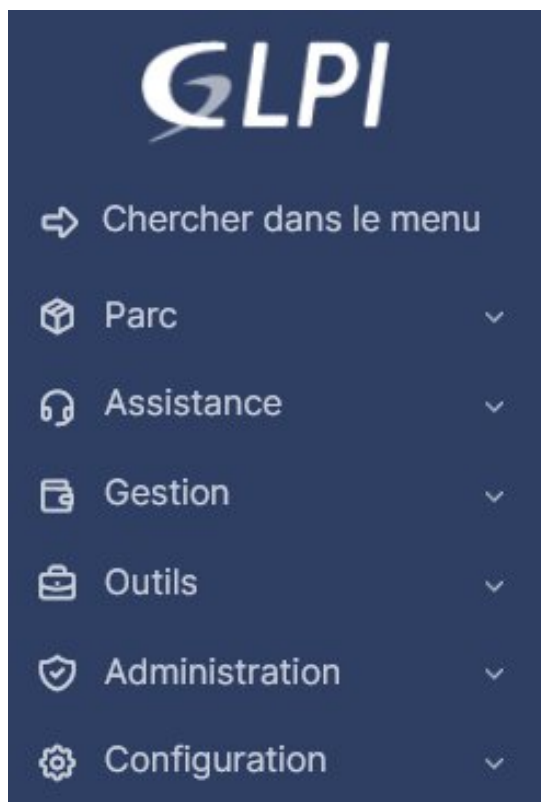 GLPI
Chercher dans le menu
Parc
Assistance
Gestion
Outils
Administration
Configuration